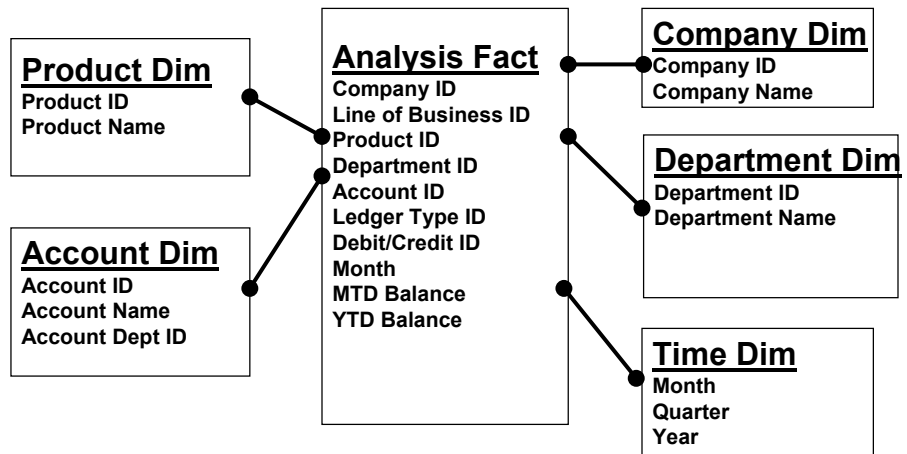 Product Dim
Product ID
Product Name
Account Dim
Account ID
Account Name
Account Dept ID
Analysis Fact
Company ID
Line of Business ID
Product ID
Department ID
Account ID
Ledger Type ID
Debit/Credit ID
Month
MTD Balance
YTD Balance
Company Dim
Company ID
Company Name
Department Dim
Department ID
Department Name
Time Dim
Month
Quarter
Year